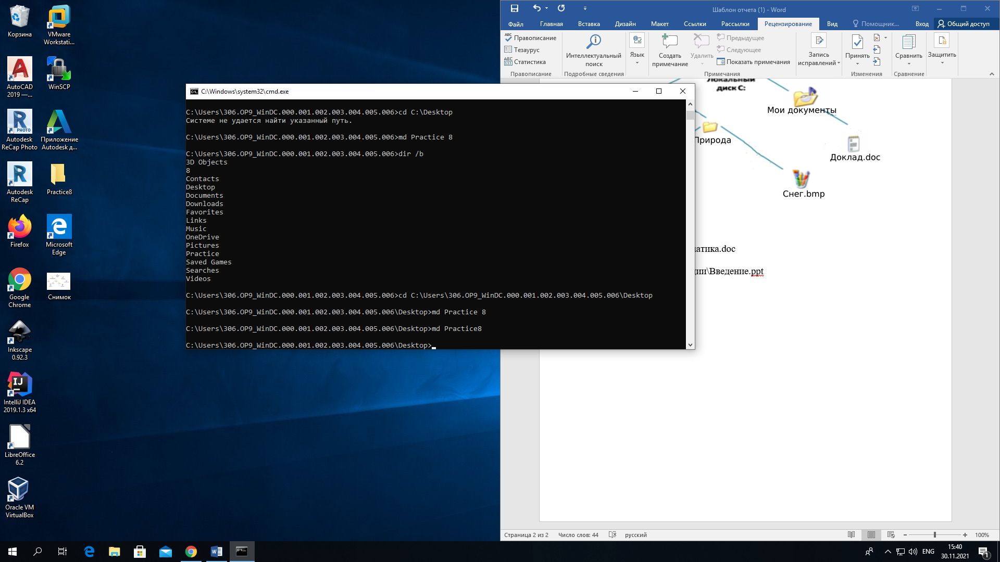 Корзина
VMware Workstati...
AutoCAD 2019 —...
WinSCP
Autodesk ReCap Photo
Приложение Autodesk д...
Autodesk ReCap
Practice8
Firefox
Microsoft Edge
Google Chrome
Снимок
Inkscape 0.92.3
IntelliJ IDEA 2019.1.3 x64
LibreOffice 6.2
Oracle VM VirtualBox
C:\Windows\system32\cmd.exe
C:\Users\306.OP9_WinDC.000.001.002.003.004.005.006>cd C:\Desktop
Системе не удается найти указанный путь.
C:\Users\306.OP9_WinDC.000.001.002.003.004.005.006>md Practice 8
C:\Users\306.OP9_WinDC.000.001.002.003.004.005.006>dir /b
3D Objects
8
Contacts
Desktop
Documents
Downloads
Favorites
Links
Music
OneDrive
Pictures
Practice
Saved Games
Searches
Videos
C:\Users\306.OP9_WinDC.000.001.002.003.004.005.006>cd C:\Users\306.OP9_WinDC.000.001.002.003.004.005.006\Desktop
C:\Users\306.OP9_WinDC.000.001.002.003.004.005.006\Desktop>md Practice 8
C:\Users\306.OP9_WinDC.000.001.002.003.004.005.006\Desktop>md Practice8
C:\Users\306.OP9_WinDC.000.001.002.003.004.005.006\Desktop>
Шаблон отчета (1) - Word
Файл Главная Вставка Дизайн Макет Ссылки Рассылки Рецензирование Вид Помощник... Вход Общий доступ
Правописание
Тезаурус
Статистика
Правописание
Интеллектуальный поиск
Подробные сведения
Язык
Создать примечание
Удалить
Предыдущее
Следующее
Показать примечания
Примечания
Запись исправлений
Принять
Изменения
Сравнить
Сравнение
Защитить
Локальный
диск C:
Мои документы
Природа
Доклад.doc
Снег.bmp
атика.doc
ии\Введение.ppt
Страница 2 из 2 Число слов: 44 русский 100%
ENG
15:40
30.11.2021
1